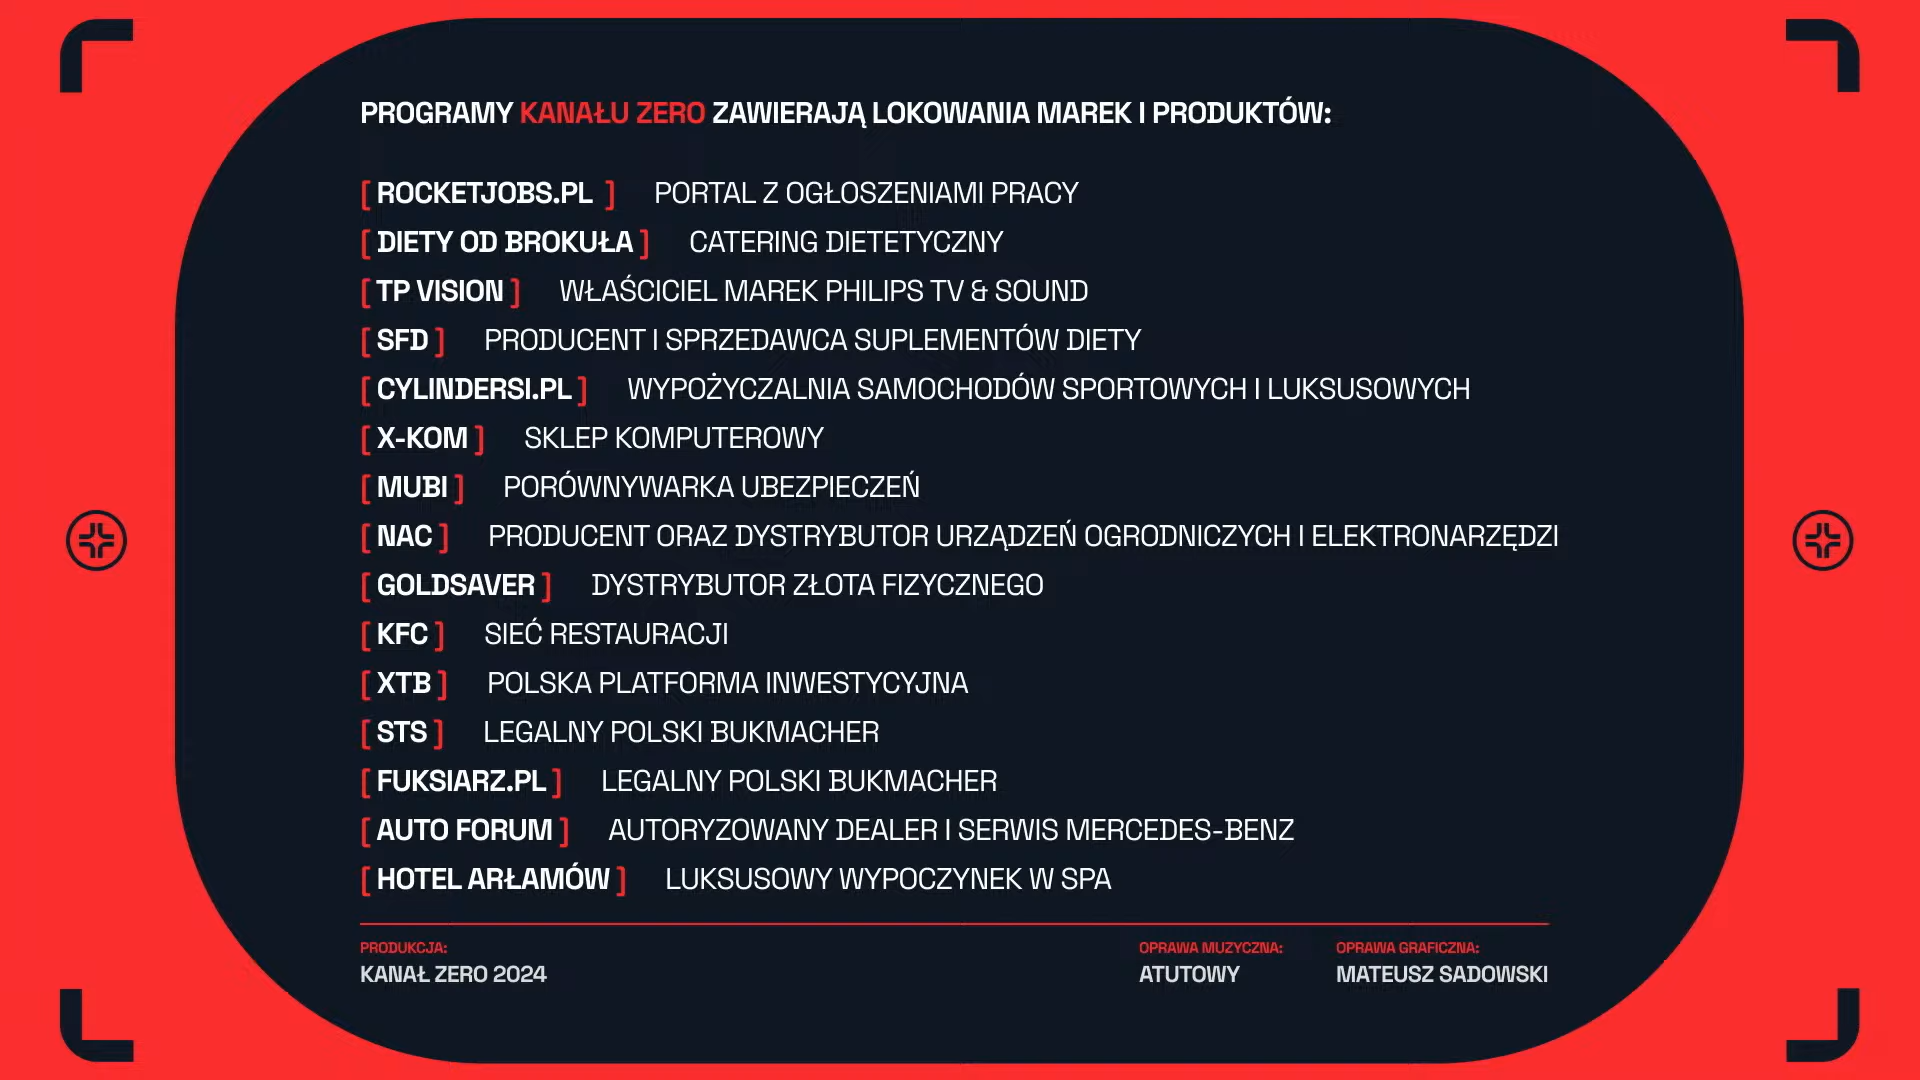 PROGRAMY KANAŁU ZERO ZAWIERAJĄ LOKOWANIA MAREK I PRODUKTÓW:
[ ROCKETJOBS.PL ] PORTAL Z OGŁOSZENIAMI PRACY
[ DIETY OD BROKUŁA ] CATERING DIETETYCZNY
[ TP VISION ] WŁAŚCICIEL MAREK PHILIPS TV & SOUND
[ SFD ] PRODUCENT I SPRZEDAWCA SUPLEMENTÓW DIETY
[ CYLINDERSI.PL ] WYPOŻYCZALNIA SAMOCHODÓW SPORTOWYCH I LUKSUSOWYCH
[ X-KOM ] SKLEP KOMPUTEROWY
[ MUBI ] PORÓWNYWARKA UBEZPIECZEŃ
[ NAC ] PRODUCENT ORAZ DYSTRYBUTOR URZĄDZEŃ OGRODNICZYCH I ELEKTRONARZĘDZI
[ GOLDSAVER ] DYSTRYBUTOR ZŁOTA FIZYCZNEGO
[ KFC ] SIEĆ RESTAURACJI
[ XTB ] POLSKA PLATFORMA INWESTYCYJNA
[ STS ] LEGALNY POLSKI BUKMACHER
[ FUKSIARZ.PL ] LEGALNY POLSKI BUKMACHER
[ AUTO FORUM ] AUTORYZOWANY DEALER I SERWIS MERCEDES-BENZ
[ HOTEL ARŁAMÓW ] LUKSUSOWY WYPOCZYNEK W SPA
PRODUKCJA:
KANAŁ ZERO 2024
OPRAWA MUZYCZNA:
ATUTOWY
OPRAWA GRAFICZNA:
MATEUSZ SADOWSKI